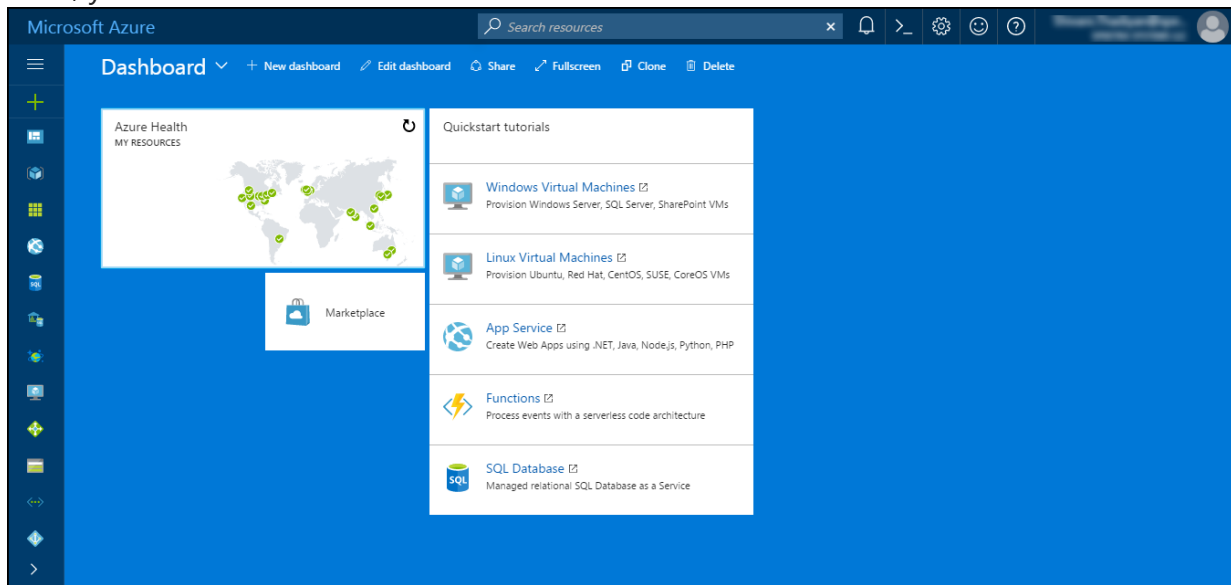 Microsoft Azure
Search resources
Dashboard
New dashboard
Edit dashboard
Share
Fullscreen
Clone
Delete
Azure Health
MY RESOURCES
Marketplace
Quickstart tutorials
Windows Virtual Machines
Provision Windows Server, SQL Server, SharePoint VMs
Linux Virtual Machines
Provision Ubuntu, Red Hat, CentOS, SUSE, CoreOS VMs
App Service
Create Web Apps using .NET, Java, Node.js, Python, PHP
Functions
Process events with a serverless code architecture
SQL
SQL Database
Managed relational SQL Database as a Service